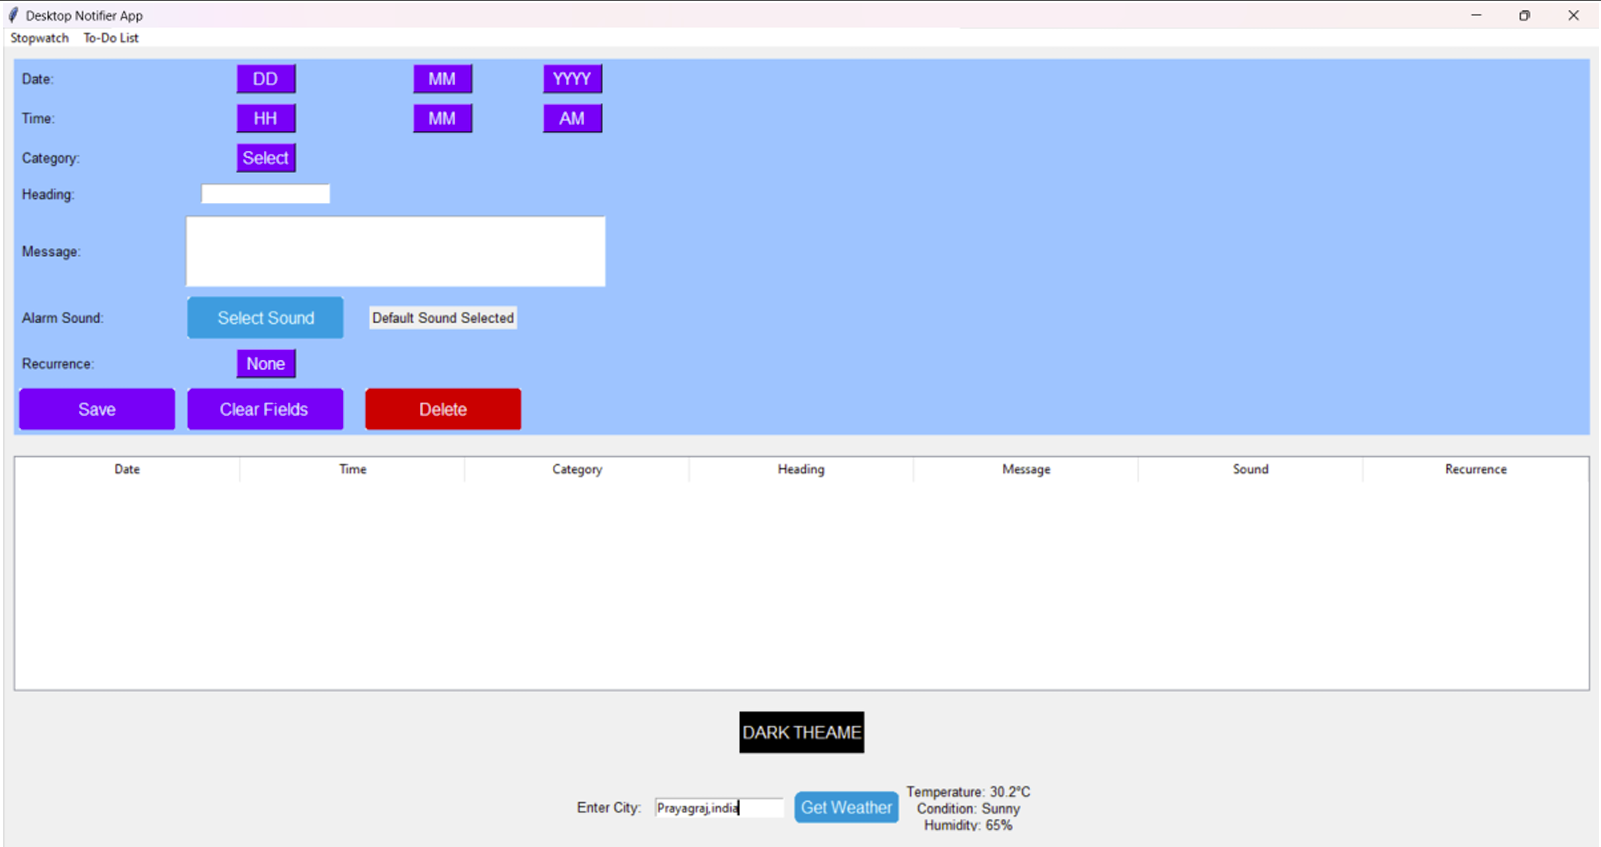 Desktop Notifier App
Stopwatch To-Do List
Date: DD MM YYYY
Time: HH MM AM
Category: Select
Heading:
Message:
Alarm Sound: Select Sound Default Sound Selected
Recurrence: None
Save Clear Fields Delete
Date Time Category Heading Message Sound Recurrence
DARK THEAME
Enter City: Prayagraj,india Get Weather
Temperature: 30.2°C
Condition: Sunny
Humidity: 65%